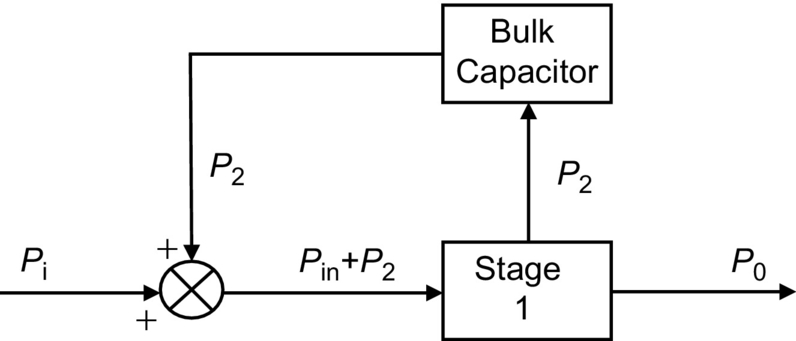 Bulk
Capacitor
P₂
P₂
+
Pᵢ
Pᵢₙ+P₂
Stage
1
P₀
+